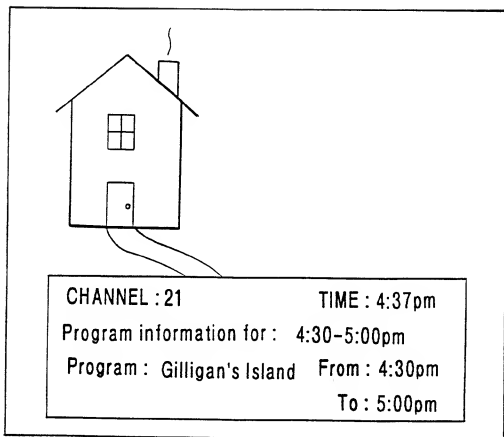 CHANNEL : 21 TIME : 4:37pm
Program information for : 4:30-5:00pm
Program : Gilligan's Island From : 4:30pm
To : 5:00pm